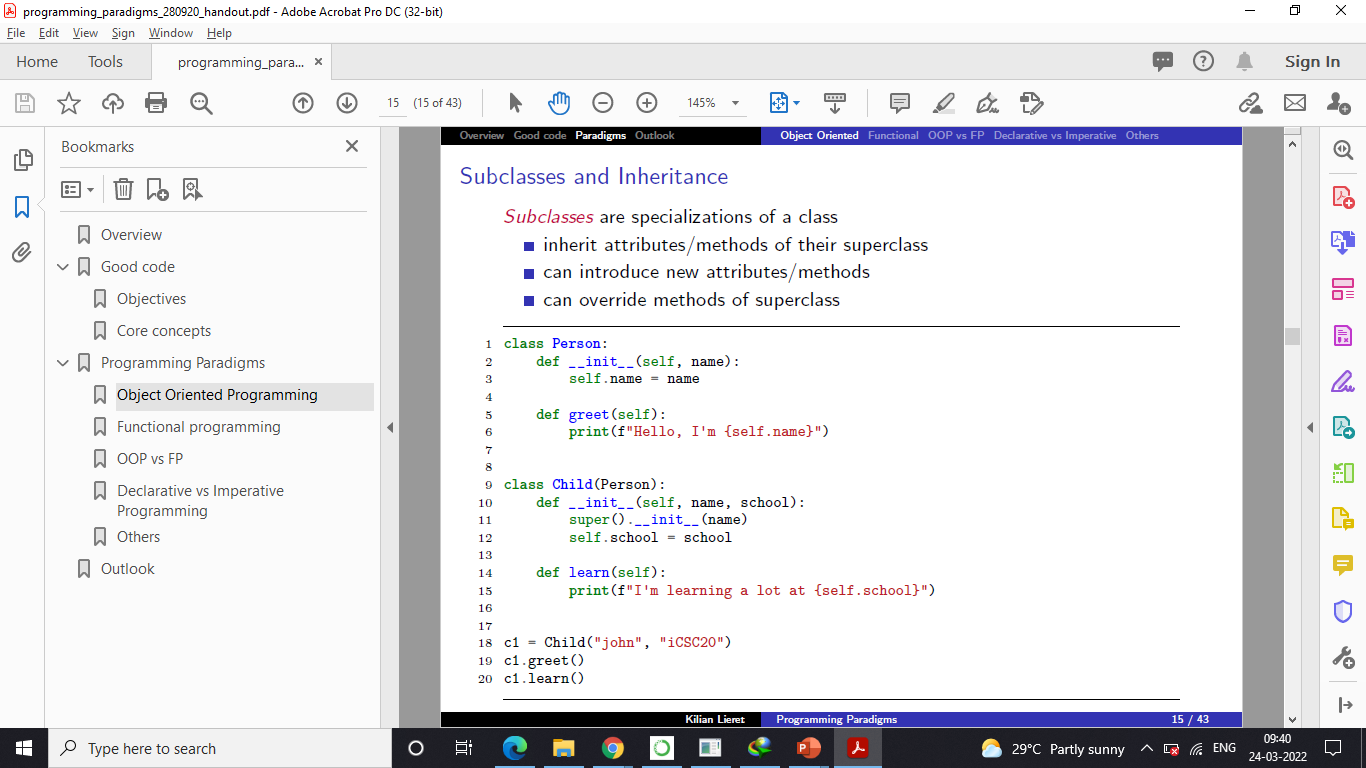 programming_paradigms_280920_handout.pdf - Adobe Acrobat Pro DC (32-bit)
File Edit View Sign Window Help
Home Tools programming_para... ×
Sign In
15 (15 of 43) 145%
Bookmarks
Overview
Good code
Objectives
Core concepts
Programming Paradigms
Object Oriented Programming
Functional programming
OOP vs FP
Declarative vs Imperative
Programming
Others
Outlook
Overview Good code Paradigms Outlook Object Oriented Functional OOP vs FP Declarative vs Imperative Others
Subclasses and Inheritance
Subclasses are specializations of a class
inherit attributes/methods of their superclass
can introduce new attributes/methods
can override methods of superclass
1 class Person:
2     def __init__(self, name):
3         self.name = name
4
5     def greet(self):
6         print(f"Hello, I'm {self.name}")
7
8
9 class Child(Person):
10     def __init__(self, name, school):
11         super().__init__(name)
12         self.school = school
13
14     def learn(self):
15         print(f"I'm learning a lot at {self.school}")
16
17
18 c1 = Child("john", "iCSC20")
19 c1.greet()
20 c1.learn()
Kilian Lieret Programming Paradigms 15 / 43
Type here to search
29°C Partly sunny ENG
09:40
24-03-2022